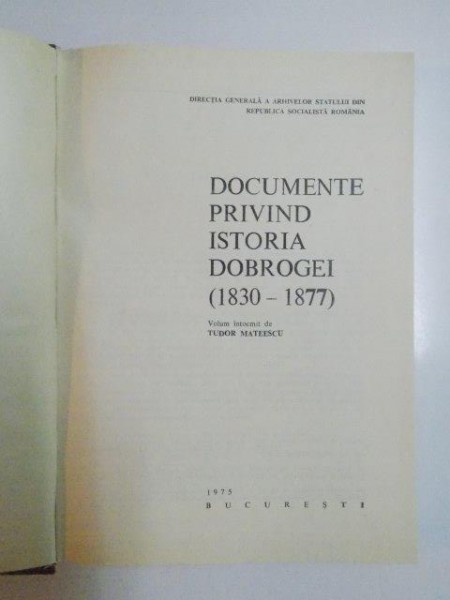 DIRECȚIA GENERALĂ A ARHIVELOR STATULUI DIN
REPUBLICA SOCIALISTĂ ROMÂNIA
DOCUMENTE
PRIVIND
ISTORIA
DOBROGEI
(1830 – 1877)
Volum întocmit de
TUDOR MATEESCU
1975
BUCUREȘTI